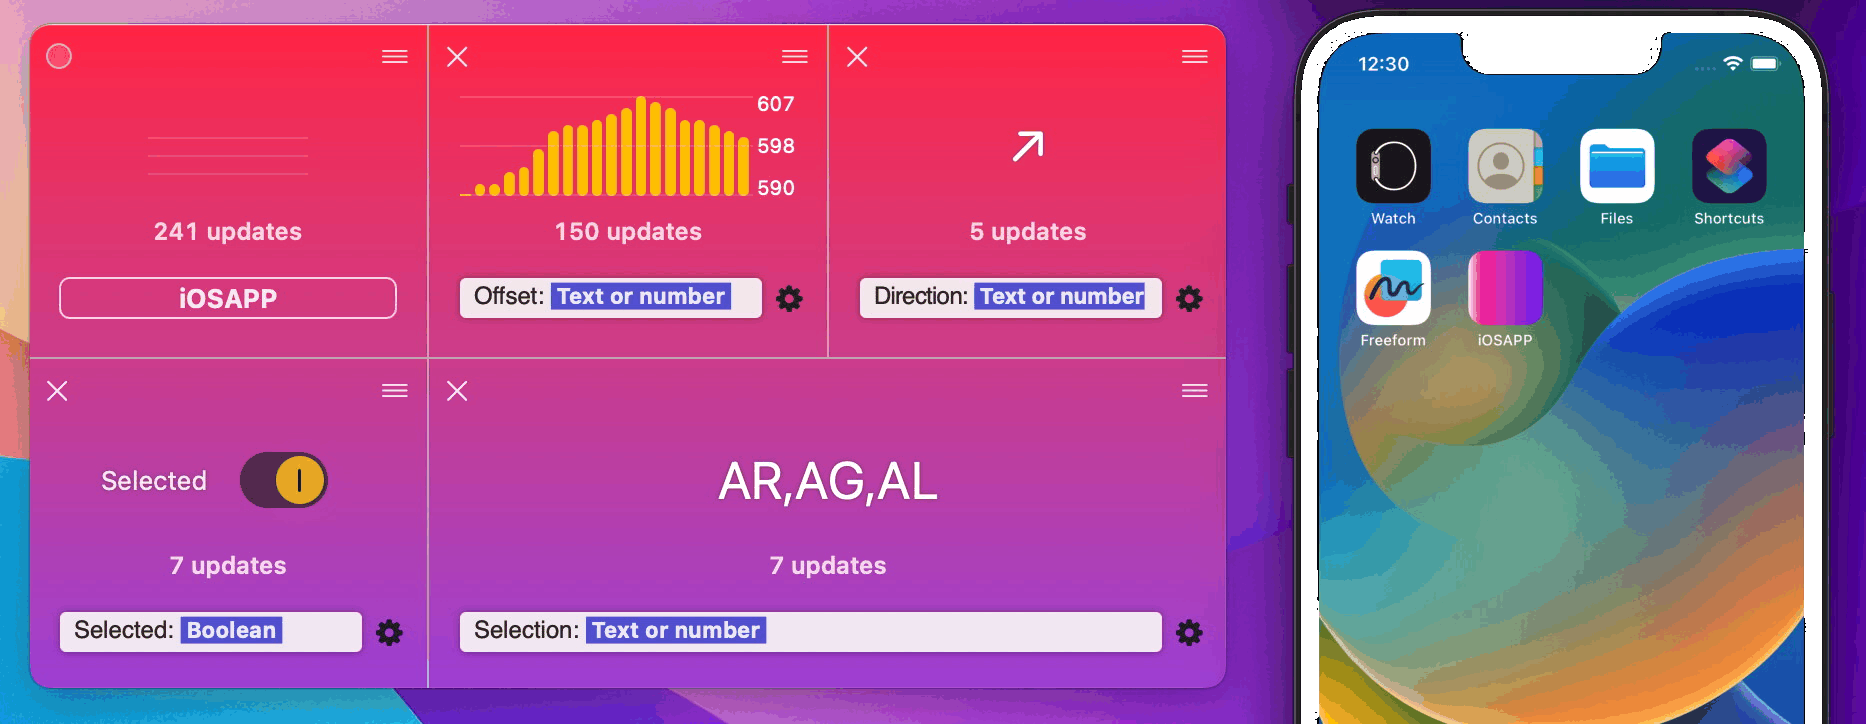 607
598
590
241 updates
150 updates
5 updates
iOSAPP
Offset: Text or number
Direction: Text or number
Selected
AR,AG,AL
7 updates
7 updates
Selected: Boolean
Selection: Text or number
12:30
Watch
Contacts
Files
Shortcuts
Freeform
iOSAPP